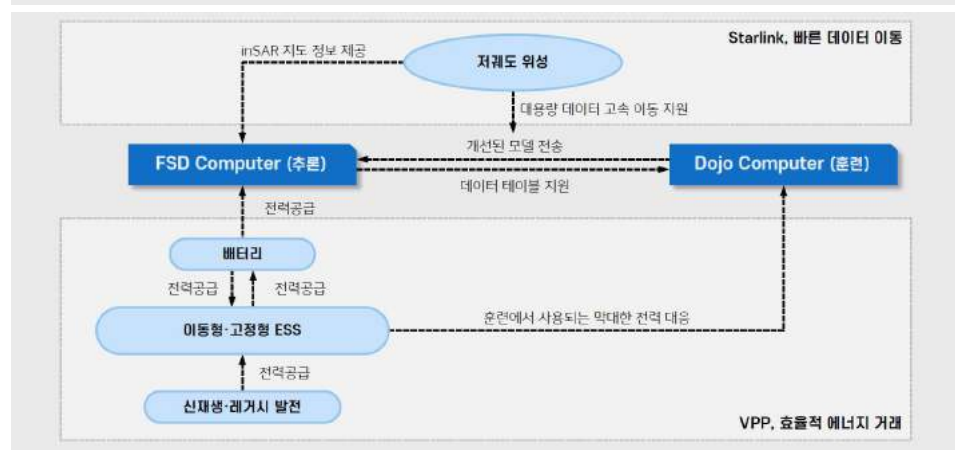 Starlink, 빠른 데이터 이동
inSAR 지도 정보 제공
저궤도 위성
대용량 데이터 고속 이동 지원
개선된 모델 전송
FSD Computer (추론)
Dojo Computer (훈련)
데이터 테이블 지원
전력공급
배터리
전력공급
전력공급
이동형·고정형 ESS
훈련에서 사용되는 막대한 전력 대응
전력공급
신재생·레거시 발전
VPP, 효율적 에너지 거래